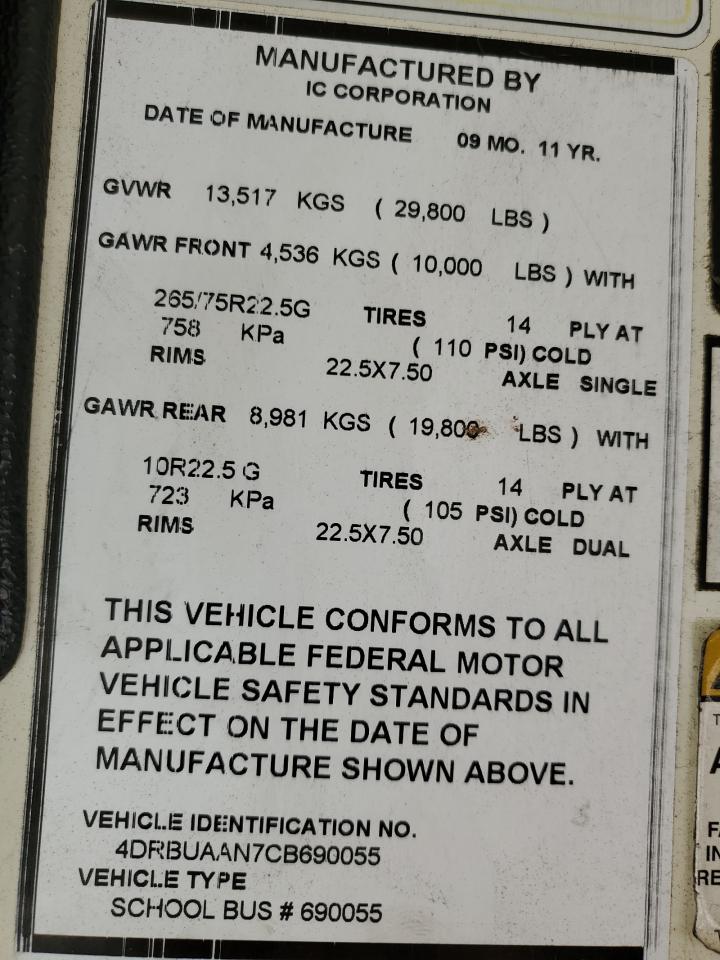 MANUFACTURED BY
IC CORPORATION
DATE OF MANUFACTURE 09 MO. 11 YR.
GVWR 13,517 KGS ( 29,800 LBS )
GAWR FRONT 4,536 KGS ( 10,000 LBS ) WITH
265/75R22.5G TIRES 14 PLY AT
758 KPa ( 110 PSI) COLD
RIMS 22.5X7.50 AXLE SINGLE
GAWR REAR 8,981 KGS ( 19,800 LBS ) WITH
10R22.5 G TIRES 14 PLY AT
723 KPa ( 105 PSI) COLD
RIMS 22.5X7.50 AXLE DUAL
THIS VEHICLE CONFORMS TO ALL
APPLICABLE FEDERAL MOTOR
VEHICLE SAFETY STANDARDS IN
EFFECT ON THE DATE OF
MANUFACTURE SHOWN ABOVE.
VEHICLE IDENTIFICATION NO.
4DRBUAAN7CB690055
VEHICLE TYPE
SCHOOL BUS # 690055